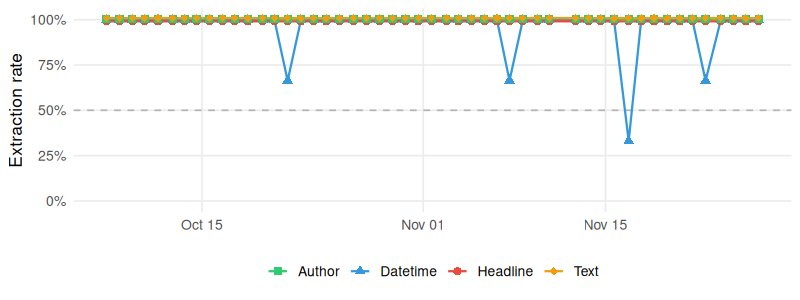 Extraction rate
100%
75%
50%
25%
0%
Oct 15 Nov 01 Nov 15
Author Datetime Headline Text